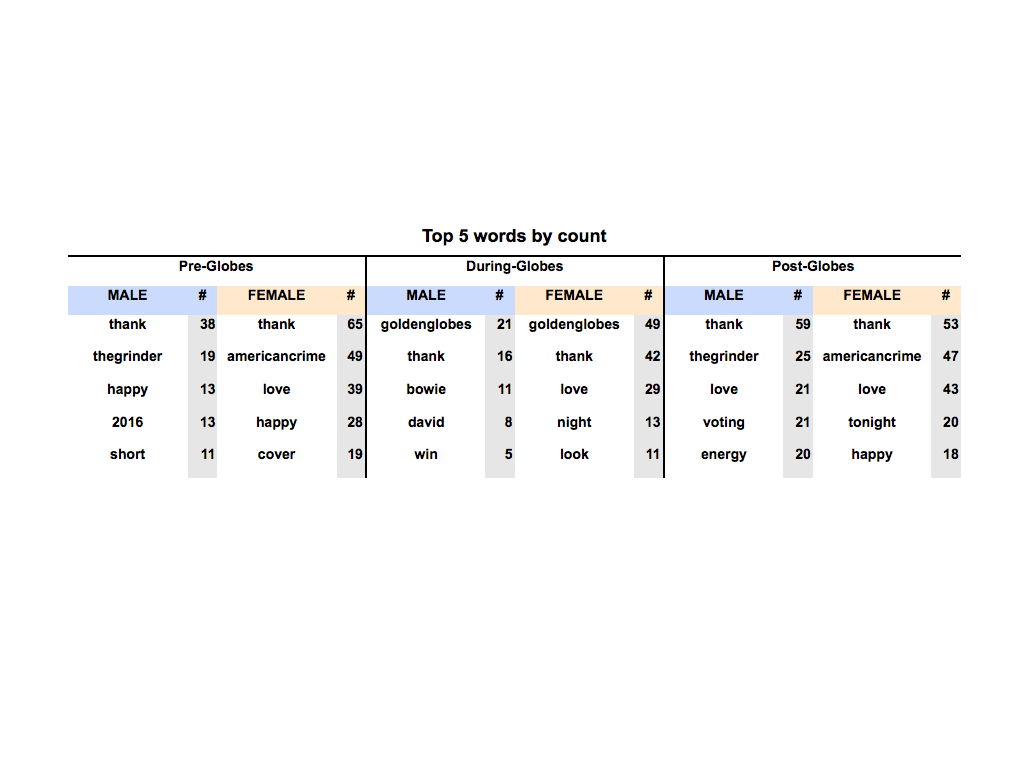 Top 5 words by count
Pre-Globes During-Globes Post-Globes
MALE # FEMALE # MALE # FEMALE # MALE # FEMALE #
thank 38 thank 65 goldenglobes 21 goldenglobes 49 thank 59 thank 53
thegrinder 19 americancrime 49 thank 16 thank 42 thegrinder 25 americancrime 47
happy 13 love 39 bowie 11 love 29 love 21 love 43
2016 13 happy 28 david 8 night 13 voting 21 tonight 20
short 11 cover 19 win 5 look 11 energy 20 happy 18